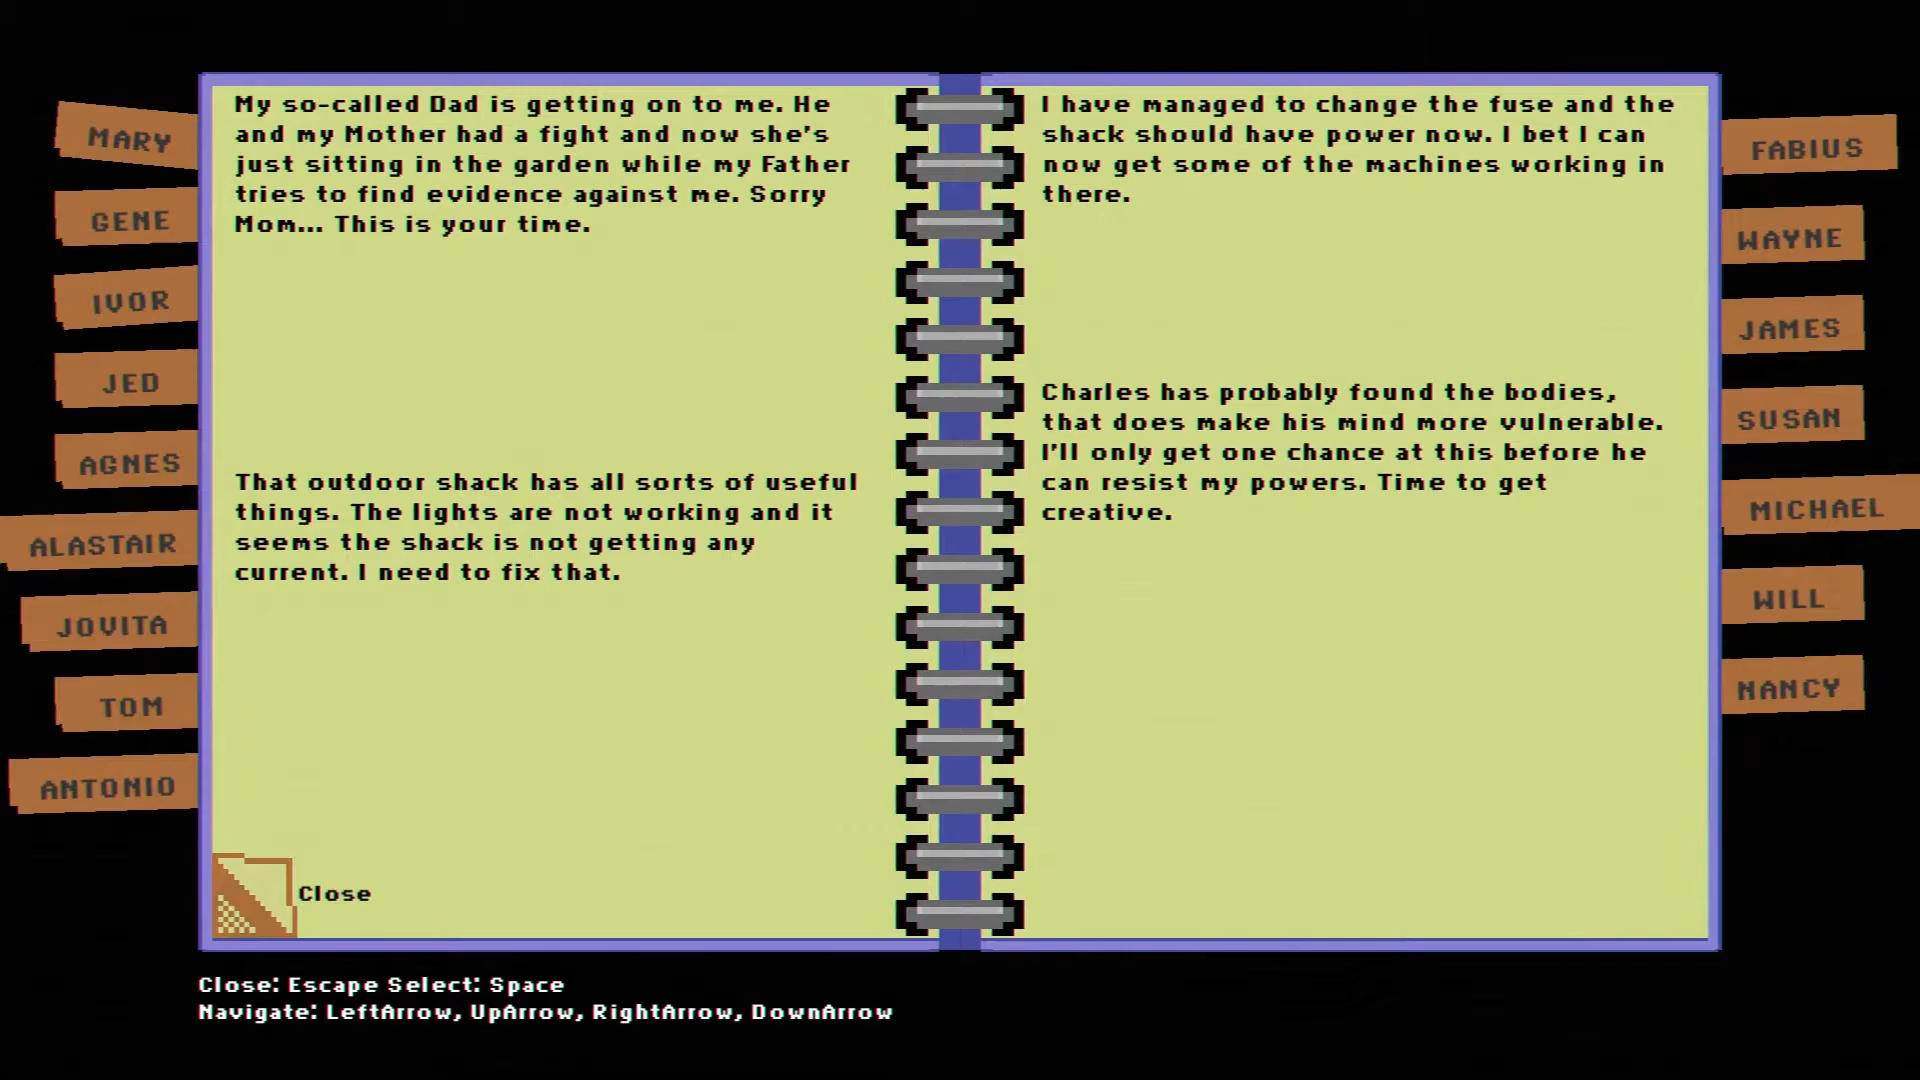 MARY
GENE
IVOR
JED
AGNES
ALASTAIR
JOVITA
TOM
ANTONIO
My so-called Dad is getting on to me. He
and my Mother had a fight and now she's
just sitting in the garden while my Father
tries to find evidence against me. Sorry
Mom... This is your time.
That outdoor shack has all sorts of useful
things. The lights are not working and it
seems the shack is not getting any
current. I need to fix that.
Close
I have managed to change the fuse and the
shack should have power now. I bet I can
now get some of the machines working in
there.
Charles has probably found the bodies,
that does make his mind more vulnerable.
I'll only get one chance at this before he
can resist my powers. Time to get
creative.
FABIUS
WAYNE
JAMES
SUSAN
MICHAEL
WILL
NANCY
Close: Escape Select: Space
Navigate: LeftArrow, UpArrow, RightArrow, DownArrow